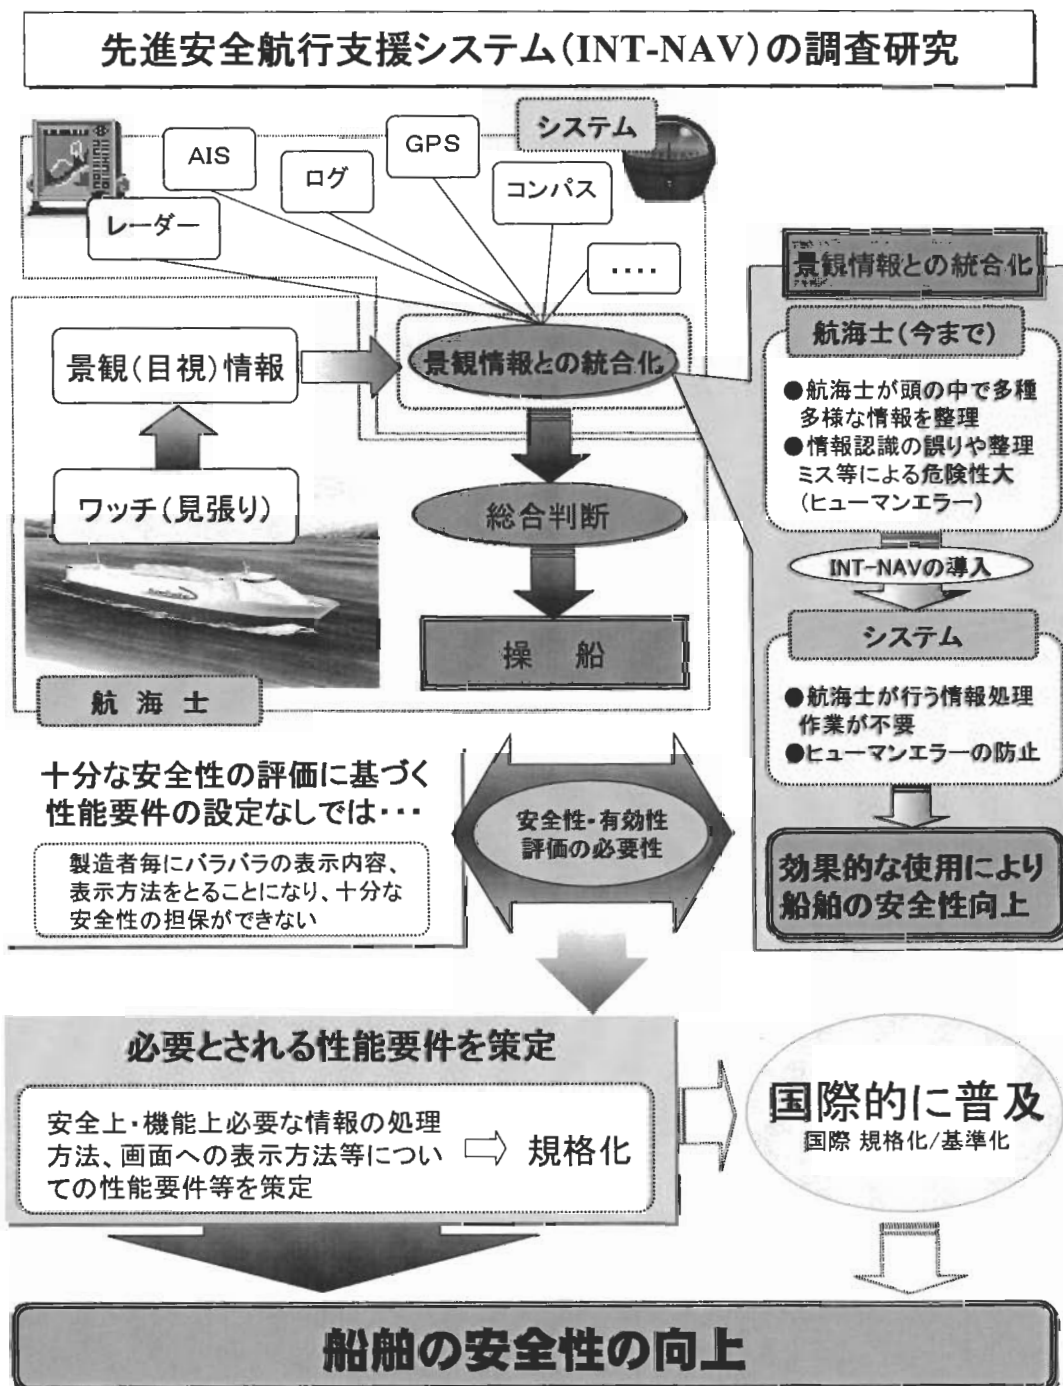 先進安全航行支援システム（INT-NAV）の調査研究
システム
AIS
ログ
GPS
コンパス
レーダー
‥‥
景観（目視）情報
景観情報との統合化
ワッチ（見張り）
総合判断
操　船
航 海 士
景観情報との統合化
航海士（今まで）
●航海士が頭の中で多種
多様な情報を整理
●情報認識の誤りや整理
ミス等による危険性大
（ヒューマンエラー）
INT-NAVの導入
システム
●航海士が行う情報処理
作業が不要
●ヒューマンエラーの防止
効果的な使用により
船舶の安全性向上
十分な安全性の評価に基づく
性能要件の設定なしでは・・・
製造者毎にバラバラの表示内容、
表示方法をとることになり、十分な
安全性の担保ができない
安全性・有効性
評価の必要性
必要とされる性能要件を策定
安全上・機能上必要な情報の処理
方法、画面への表示方法等につい
ての性能要件等を策定
規格化
国際的に普及
国際 規格化/基準化
船舶の安全性の向上